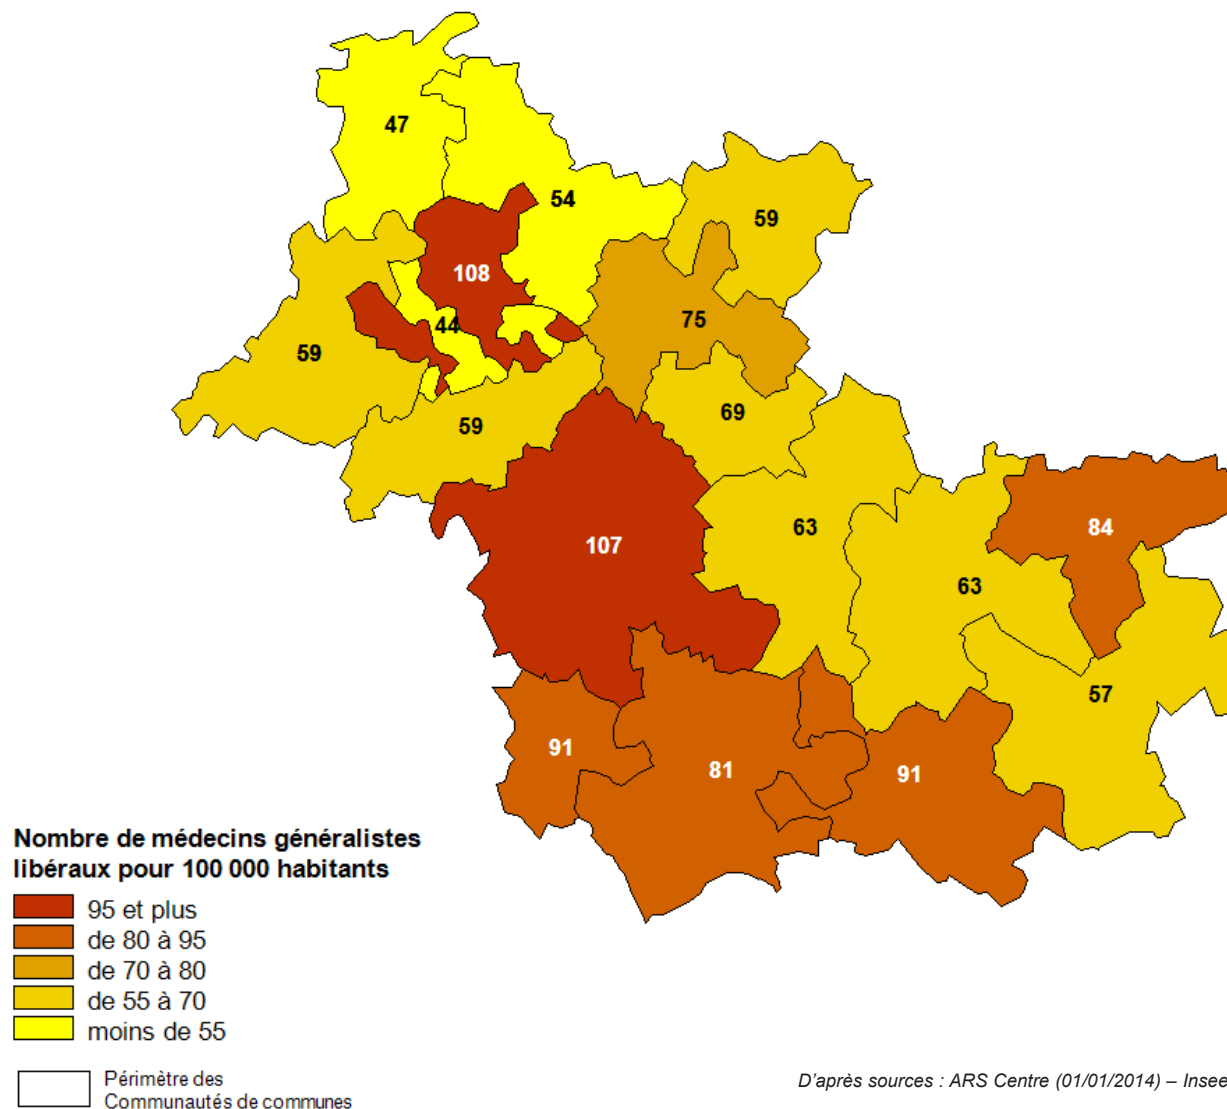 47
54
59
108
75
44
59
69
59
63
84
107
63
57
91
81
91
Nombre de médecins généralistes
libéraux pour 100 000 habitants
95 et plus
de 80 à 95
de 70 à 80
de 55 à 70
moins de 55
Périmètre des
Communautés de communes
D'après sources : ARS Centre (01/01/2014) – Insee